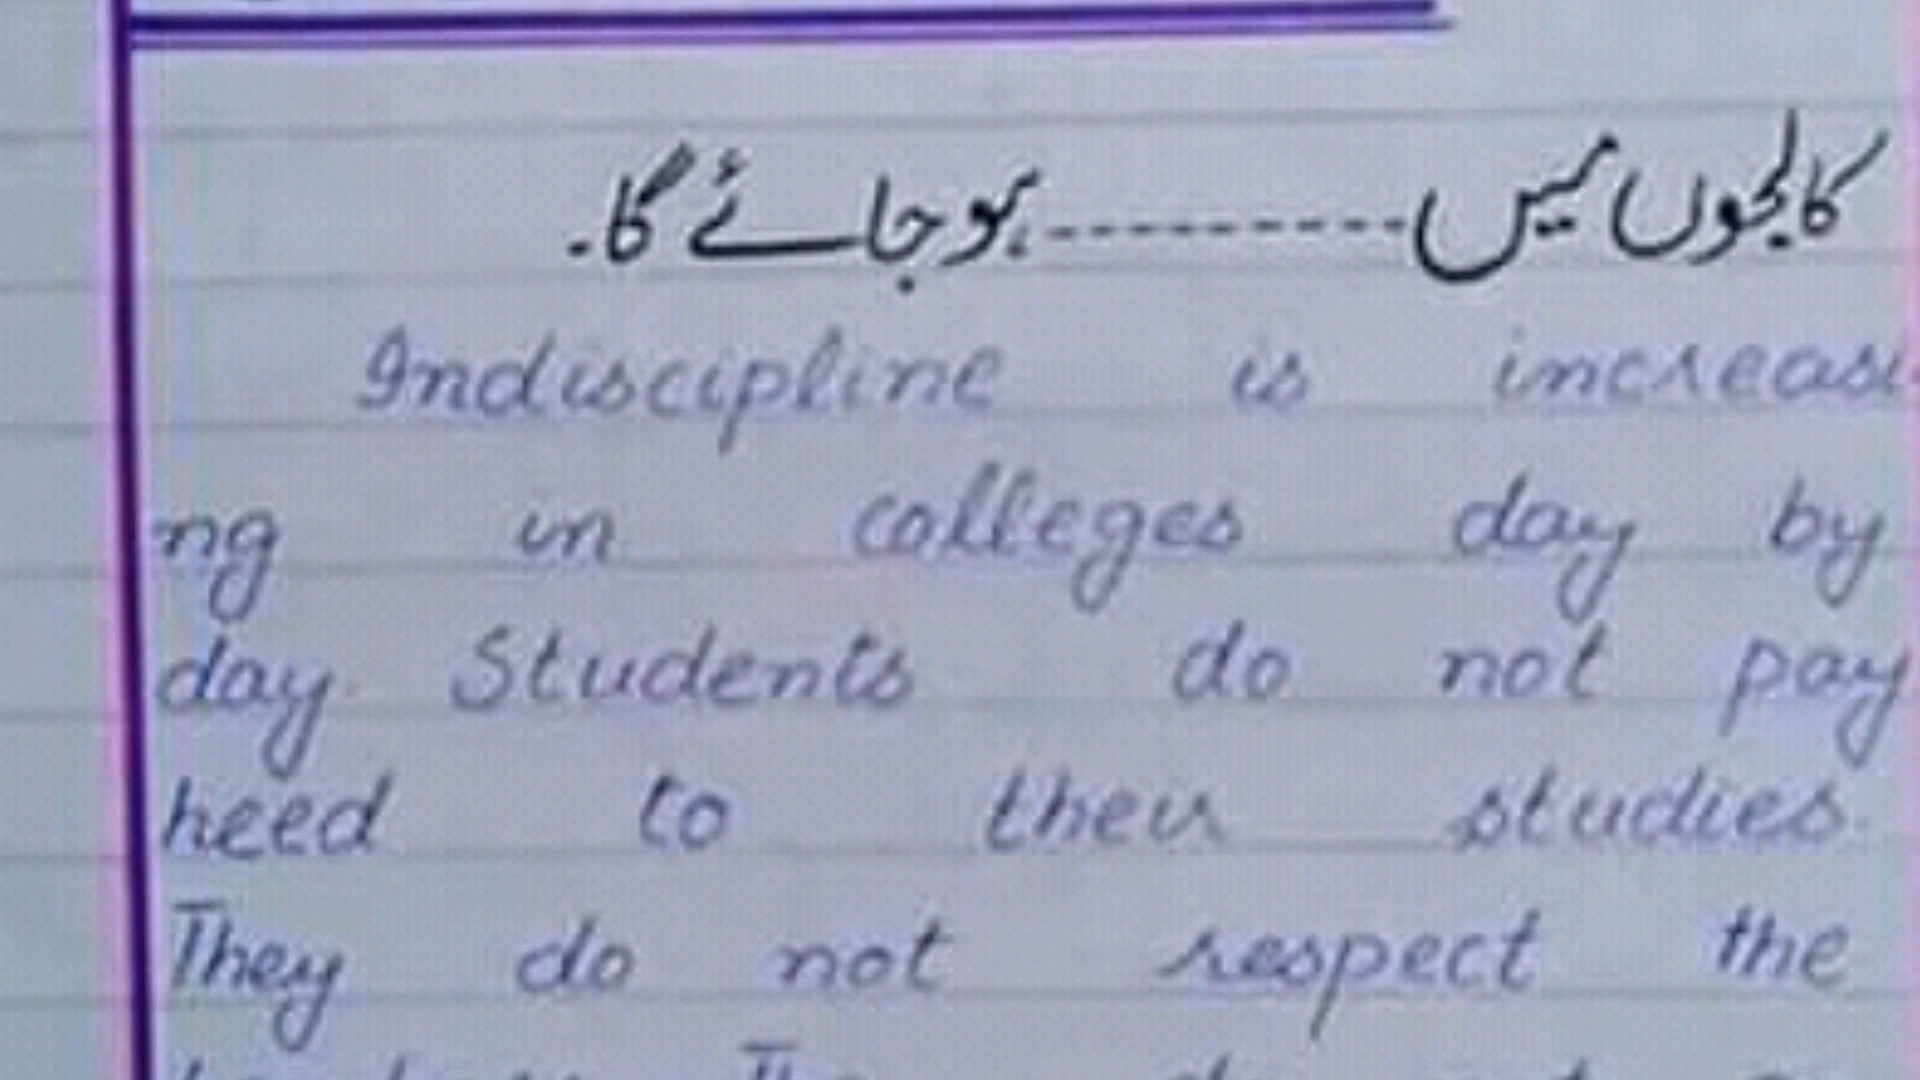 کالجوں میں ---------- ہو جائے گا۔
Indiscipline is increasi
ng in colleges day by
day. Students do not pay
heed to their studies.
They do not respect the